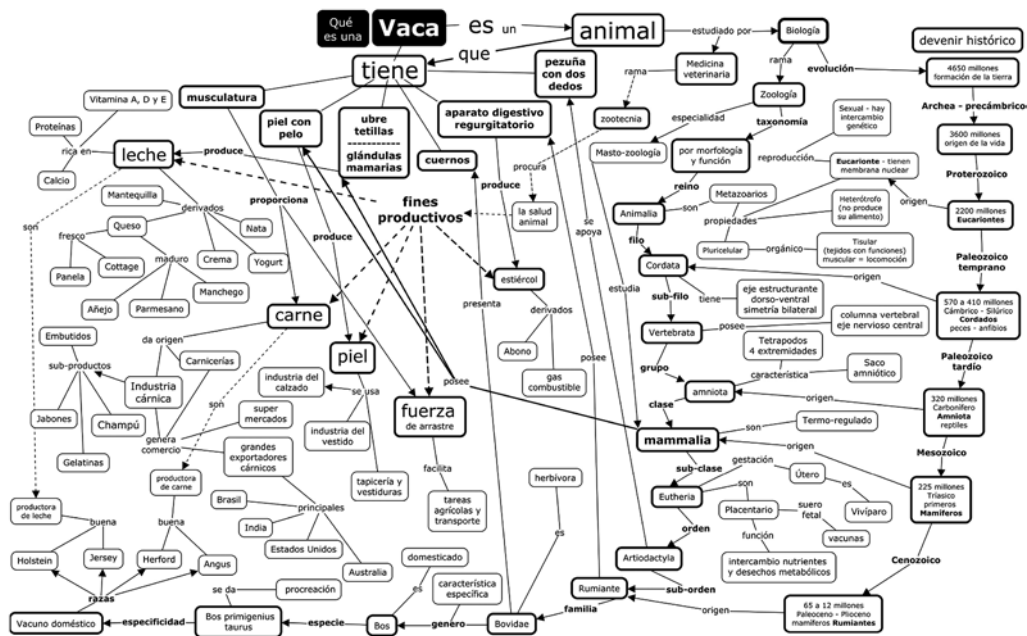 Qué
es una
Vaca
es un
animal
que
tiene
estudiado por
Biología
devenir histórico
rama
evolución
4650 millones
formación de la tierra
Archea - precámbrico
3600 millones
origen de la vida
Proterozoico
2200 millones
Eucariontes
Paleozoico
temprano
570 a 410 millones
Cámbrico - Silúrico
Cordados
peces - anfibios
Paleozoico
tardío
320 millones
Carbonífero
Amniota
reptiles
Mesozoico
225 millones
Tríasico
primeros
Mamíferos
Cenozoico
65 a 12 millones
Paleoceno - Plioceno
mamíferos Rumiantes
Medicina
veterinaria
rama
zootecnia
procura
la salud
animal
Zoología
especialidad
taxonomía
Masto-zoología
por morfología
y función
Sexual - hay
intercambio
genético
reproducción
Eucarionte - tienen
membrana nuclear
origen
reino
Animalia
son
Metazoarios
propiedades
Heterótrofo
(no produce
su alimento)
Pluricelular
orgánico
Tisular
(tejidos con funciones)
muscular = locomoción
filo
Cordata
origen
sub-filo
tiene
eje estructurante
dorso-ventral
simetría bilateral
Vertebrata
posee
columna vertebral
eje nervioso central
grupo
Tetrapodos
4 extremidades
característica
Saco
amniótico
amniota
origen
clase
mammalia
son
Termo-regulado
origen
sub-clase
Eutheria
gestación
Útero
es
Vivíparo
son
Placentario
suero
fetal
vacunas
función
intercambio nutrientes
y desechos metabólicos
orden
Artiodactyla
estudia
sub-orden
Rumiante
origen
familia
Bovidae
es
herbívora
genero
característica
específica
Bos
es
domesticado
especie
Bos primigenius
taurus
se da
procreación
especificidad
Vacuno doméstico
razas
musculatura
piel con
pelo
ubre
tetillas
------------
glándulas
mamarias
cuernos
aparato digestivo
regurgitatorio
pezuña
con dos
dedos
se
apoya
posee
presenta
produce
estiércol
derivados
Abono
gas
combustible
fines
productivos
produce
proporciona
produce
posee
Vitamina A, D y E
Proteínas
rica en
Calcio
leche
son
derivados
Mantequilla
Queso
Nata
Crema
Yogurt
fresco
Panela
Cottage
maduro
Añejo
Parmesano
Manchego
carne
da origen
Carnicerías
Industria
cárnica
Embutidos
sub-productos
Jabones
Champú
Gelatinas
genera
comercio
son
super
mercados
grandes
exportadores
cárnicos
principales
Brasil
India
Estados Unidos
Australia
productora
de carne
buena
Herford
Angus
productora
de leche
buena
Holstein
Jersey
piel
se usa
industria del
calzado
industria del
vestido
tapicería y
vestiduras
fuerza
de arrastre
facilita
tareas
agrícolas y
transporte